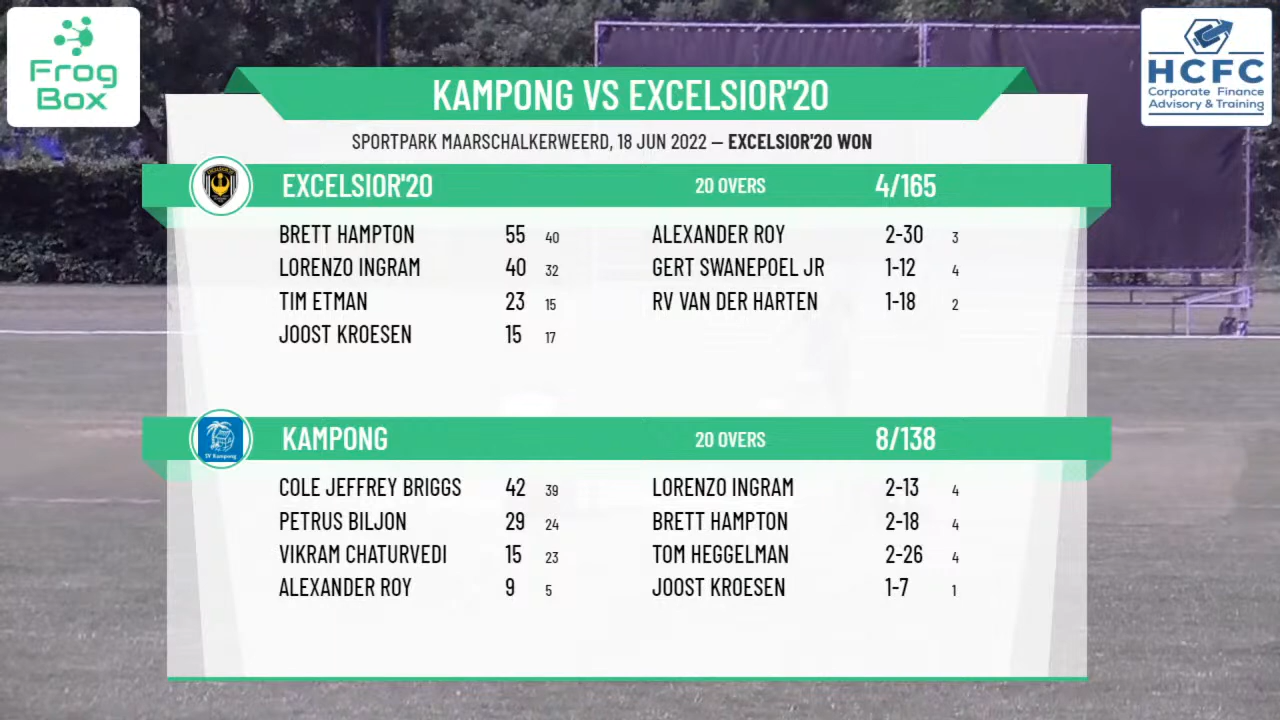 Frog
Box
HCFC
Corporate Finance
Advisory & Training
KAMPONG VS EXCELSIOR'20
SPORTPARK MAARSCHALKERWEERD, 18 JUN 2022 – EXCELSIOR'20 WON
EXCELSIOR'20 20 OVERS 4/165
BRETT HAMPTON 55 40 ALEXANDER ROY 2-30 3
LORENZO INGRAM 40 32 GERT SWANEPOEL JR 1-12 4
TIM ETMAN 23 15 RV VAN DER HARTEN 1-18 2
JOOST KROESEN 15 17
KAMPONG 20 OVERS 8/138
SV Kampong
COLE JEFFREY BRIGGS 42 39 LORENZO INGRAM 2-13 4
PETRUS BILJON 29 24 BRETT HAMPTON 2-18 4
VIKRAM CHATURVEDI 15 23 TOM HEGGELMAN 2-26 4
ALEXANDER ROY 9 5 JOOST KROESEN 1-7 1